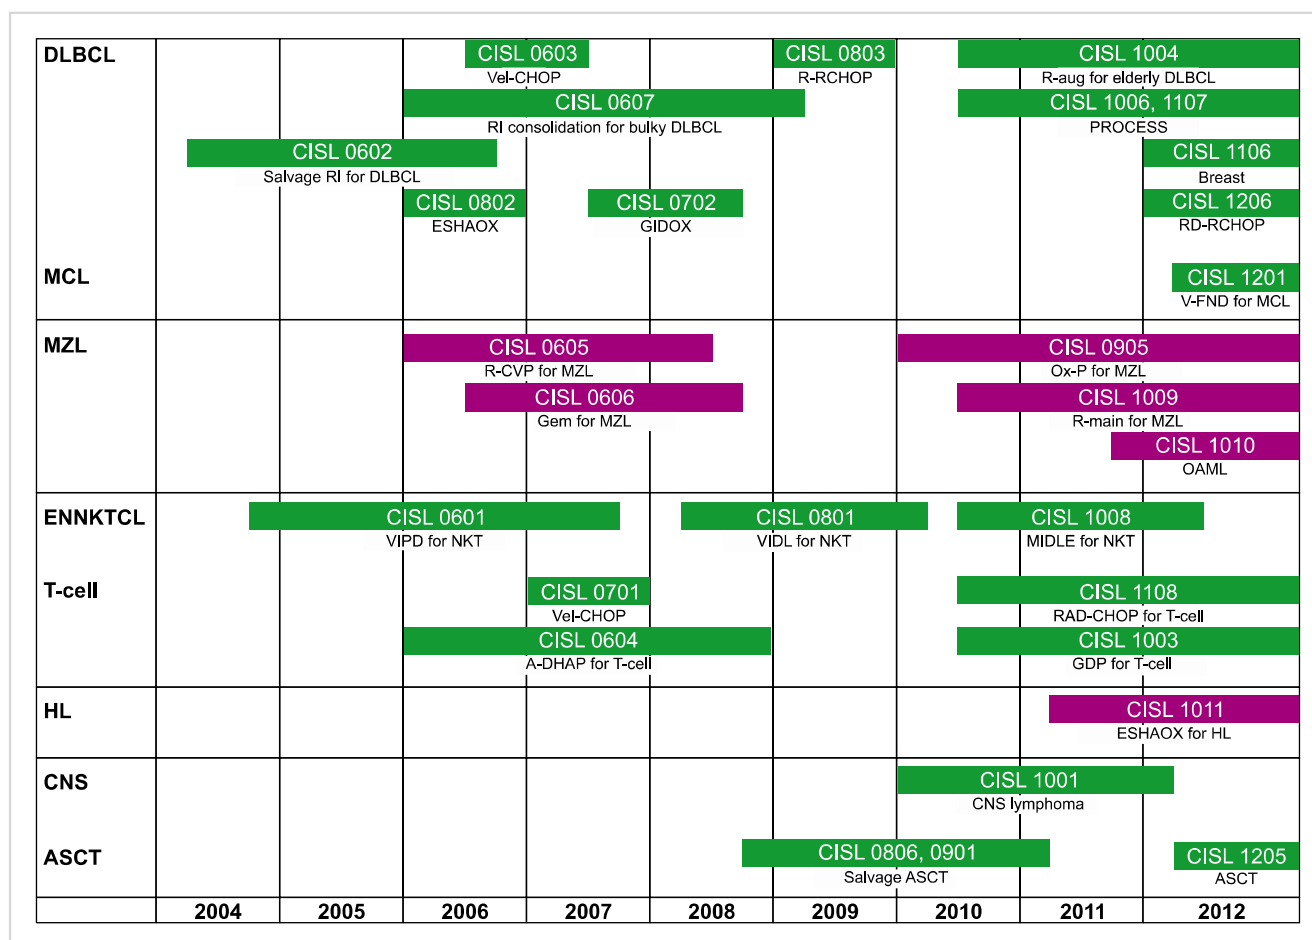 DLBCL
CISL 0603
Vel-CHOP
CISL 0803
R-RCHOP
CISL 1004
R-aug for elderly DLBCL
CISL 0607
RI consolidation for bulky DLBCL
CISL 1006, 1107
PROCESS
CISL 0602
Salvage RI for DLBCL
CISL 1106
Breast
CISL 0802
ESHAOX
CISL 0702
GIDOX
CISL 1206
RD-RCHOP
MCL
CISL 1201
V-FND for MCL
MZL
CISL 0605
R-CVP for MZL
CISL 0905
Ox-P for MZL
CISL 0606
Gem for MZL
CISL 1009
R-main for MZL
CISL 1010
OAML
ENNKTCL
CISL 0601
VIPD for NKT
CISL 0801
VIDL for NKT
CISL 1008
MIDLE for NKT
T-cell
CISL 0701
Vel-CHOP
CISL 1108
RAD-CHOP for T-cell
CISL 0604
A-DHAP for T-cell
CISL 1003
GDP for T-cell
HL
CISL 1011
ESHAOX for HL
CNS
CISL 1001
CNS lymphoma
ASCT
CISL 0806, 0901
Salvage ASCT
CISL 1205
ASCT
2004 2005 2006 2007 2008 2009 2010 2011 2012